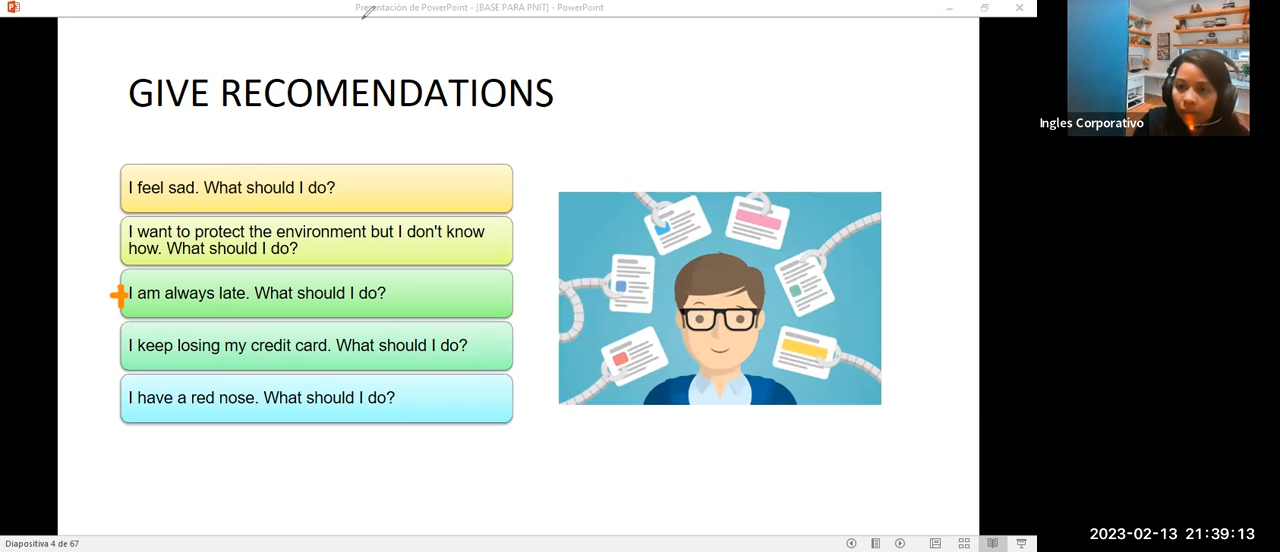 Presentación de PowerPoint - [BASE PARA PNIT] - PowerPoint
GIVE RECOMENDATIONS
I feel sad. What should I do?
I want to protect the environment but I don't know
how. What should I do?
I am always late. What should I do?
I keep losing my credit card. What should I do?
I have a red nose. What should I do?
Ingles Corporativo
2023-02-13 21:39:13
Diapositiva 4 de 67